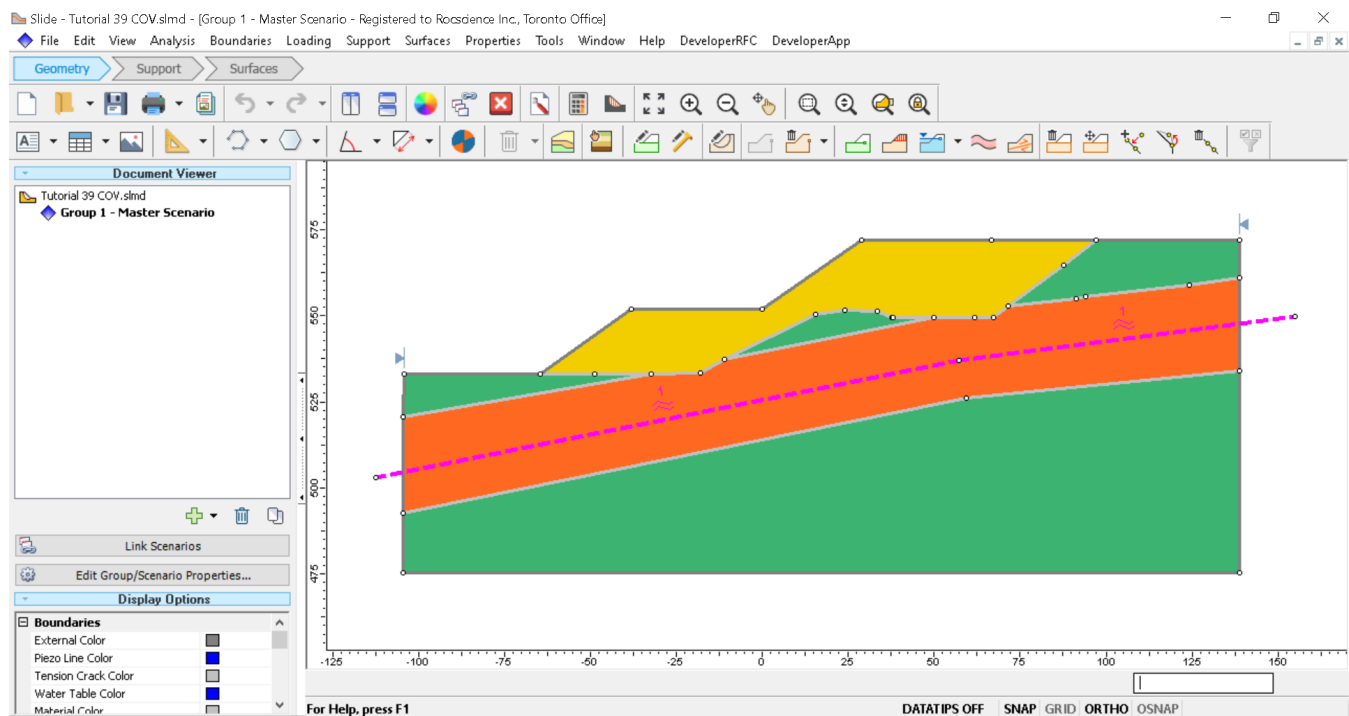 Slide - Tutorial 39 COV.slmd - [Group 1 - Master Scenario - Registered to Rocscience Inc., Toronto Office]
File Edit View Analysis Boundaries Loading Support Surfaces Properties Tools Window Help DeveloperRFC DeveloperApp
Geometry Support Surfaces
Document Viewer
Tutorial 39 COV.slmd
Group 1 - Master Scenario
Link Scenarios
Edit Group/Scenario Properties...
Display Options
Boundaries
External Color
Piezo Line Color
Tension Crack Color
Water Table Color
Material Color
575
550
525
500
475
1
1
-125 -100 -75 -50 -25 0 25 50 75 100 125 150
For Help, press F1
DATATIPS OFF SNAP GRID ORTHO OSNAP